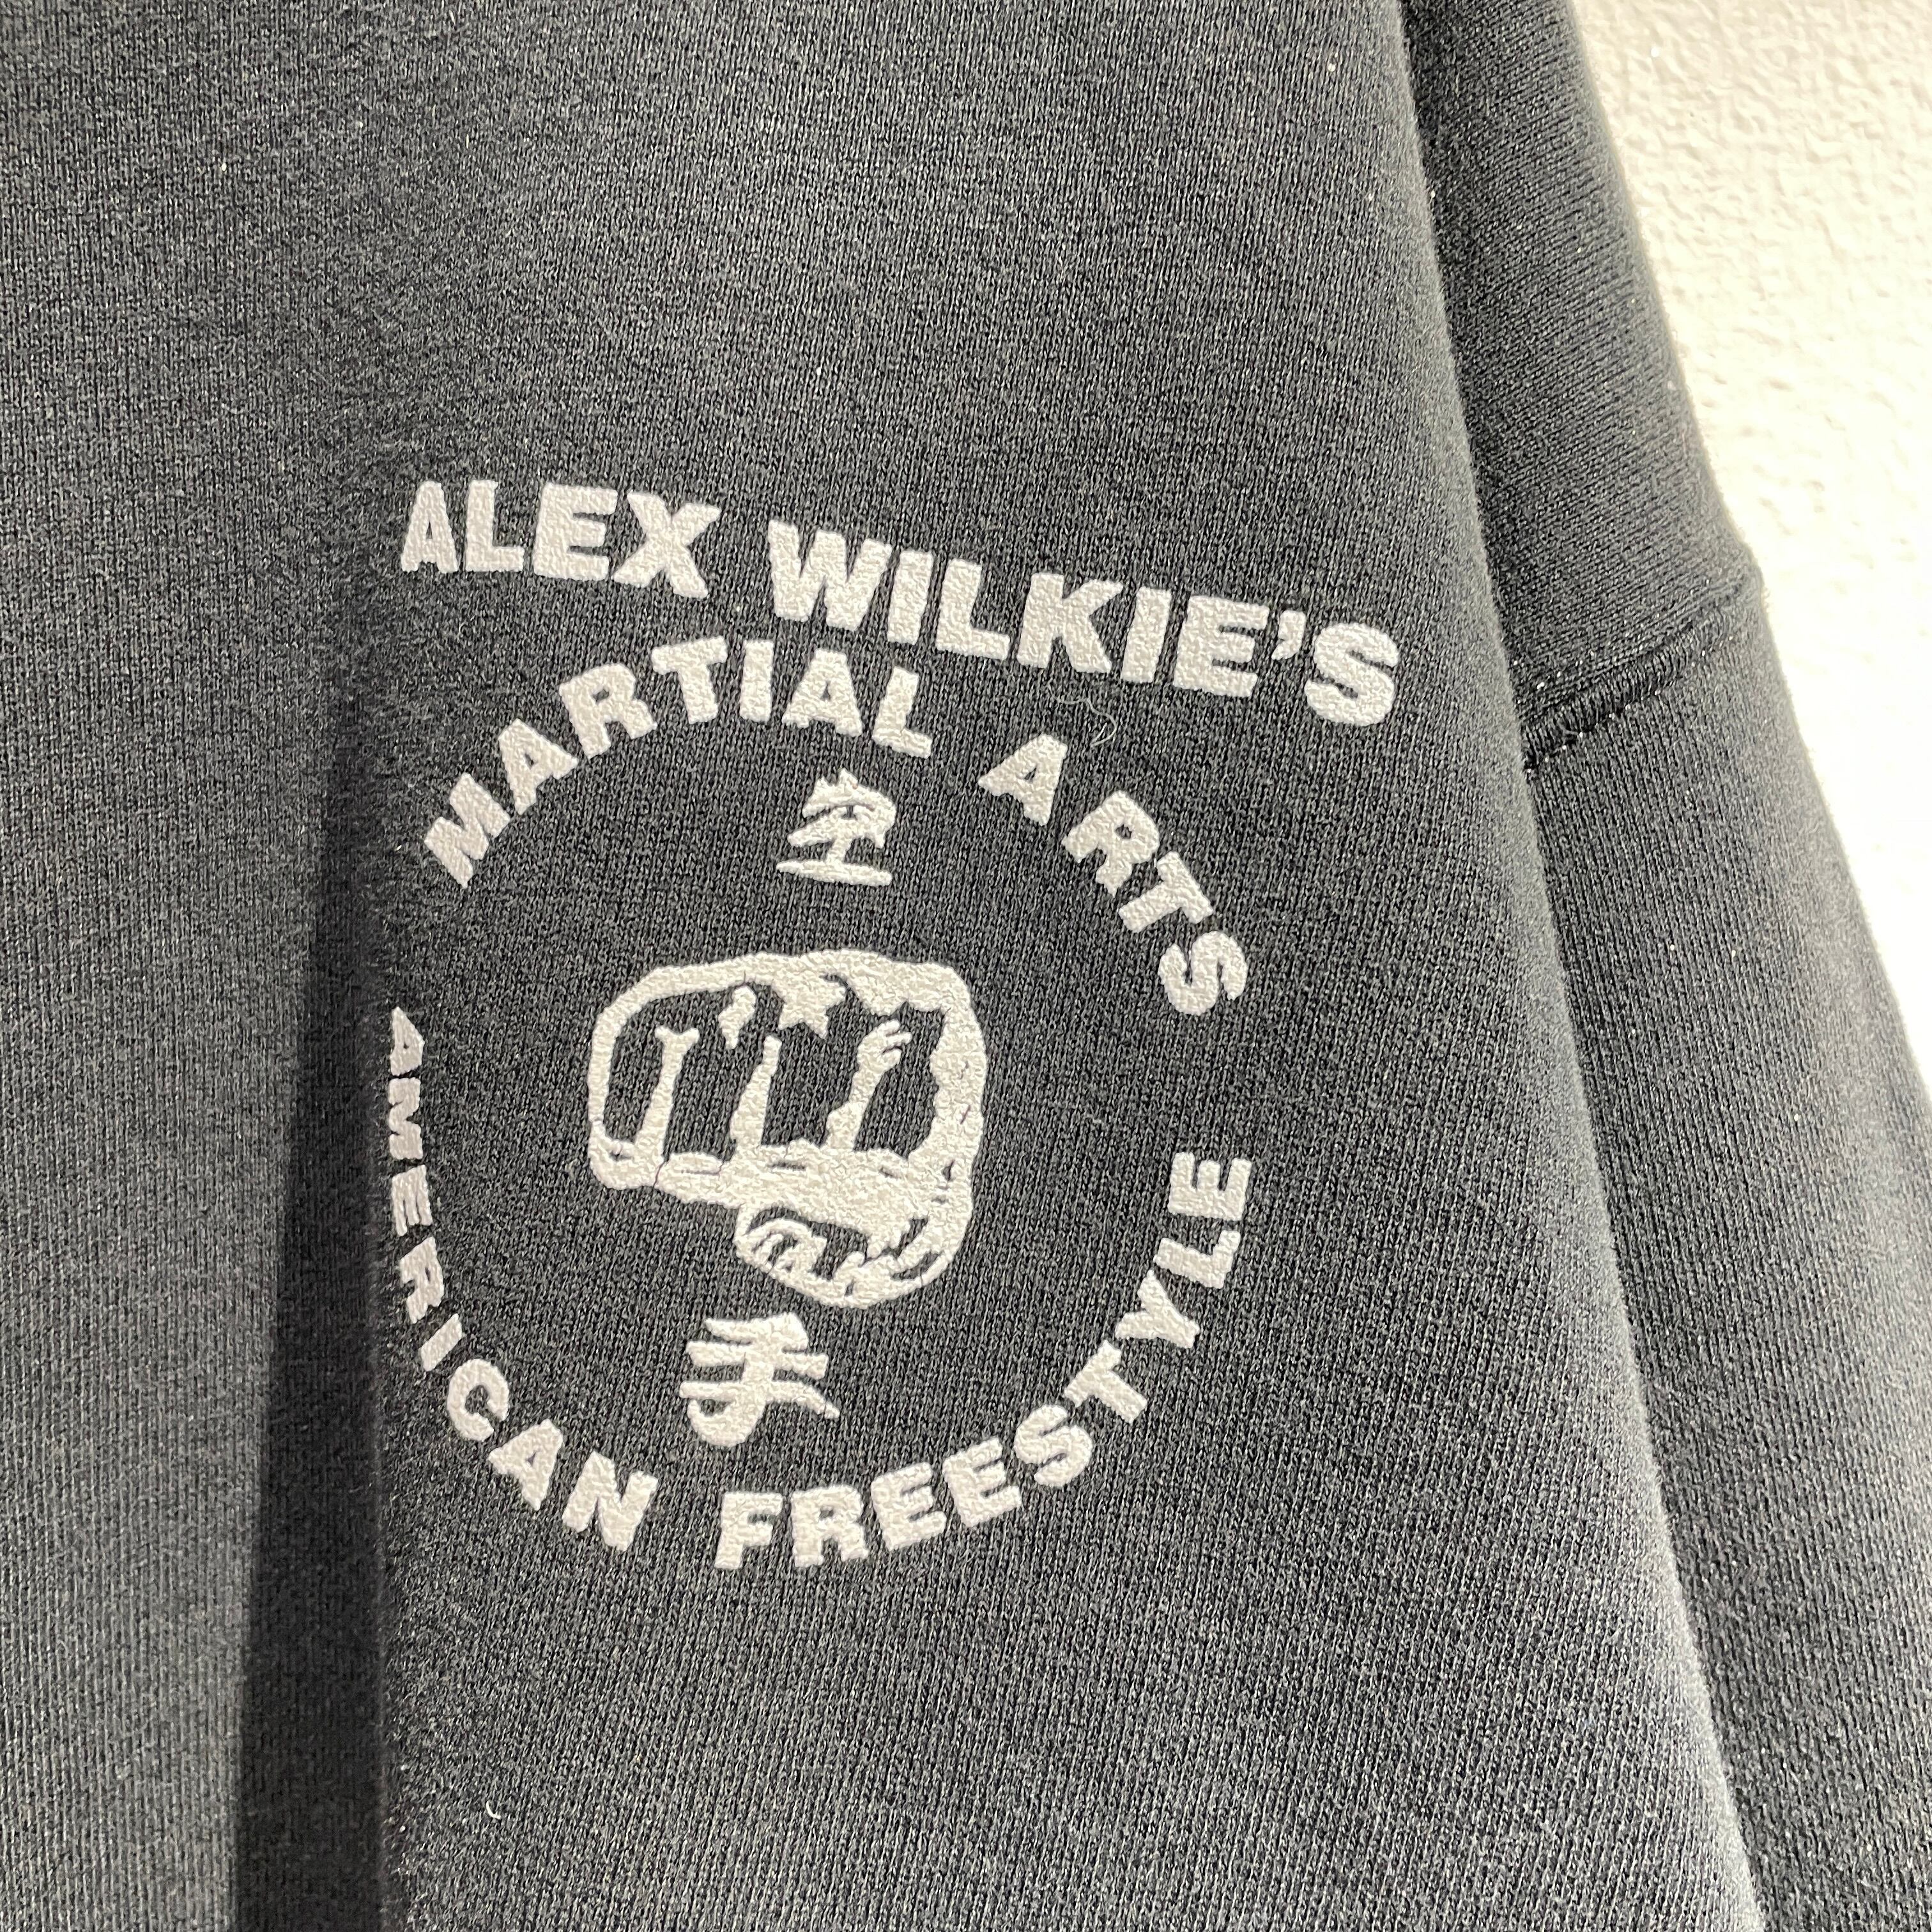 ALEX WILKIE'S
MARTIAL ARTS
空
手
AMERICAN FREESTYLE